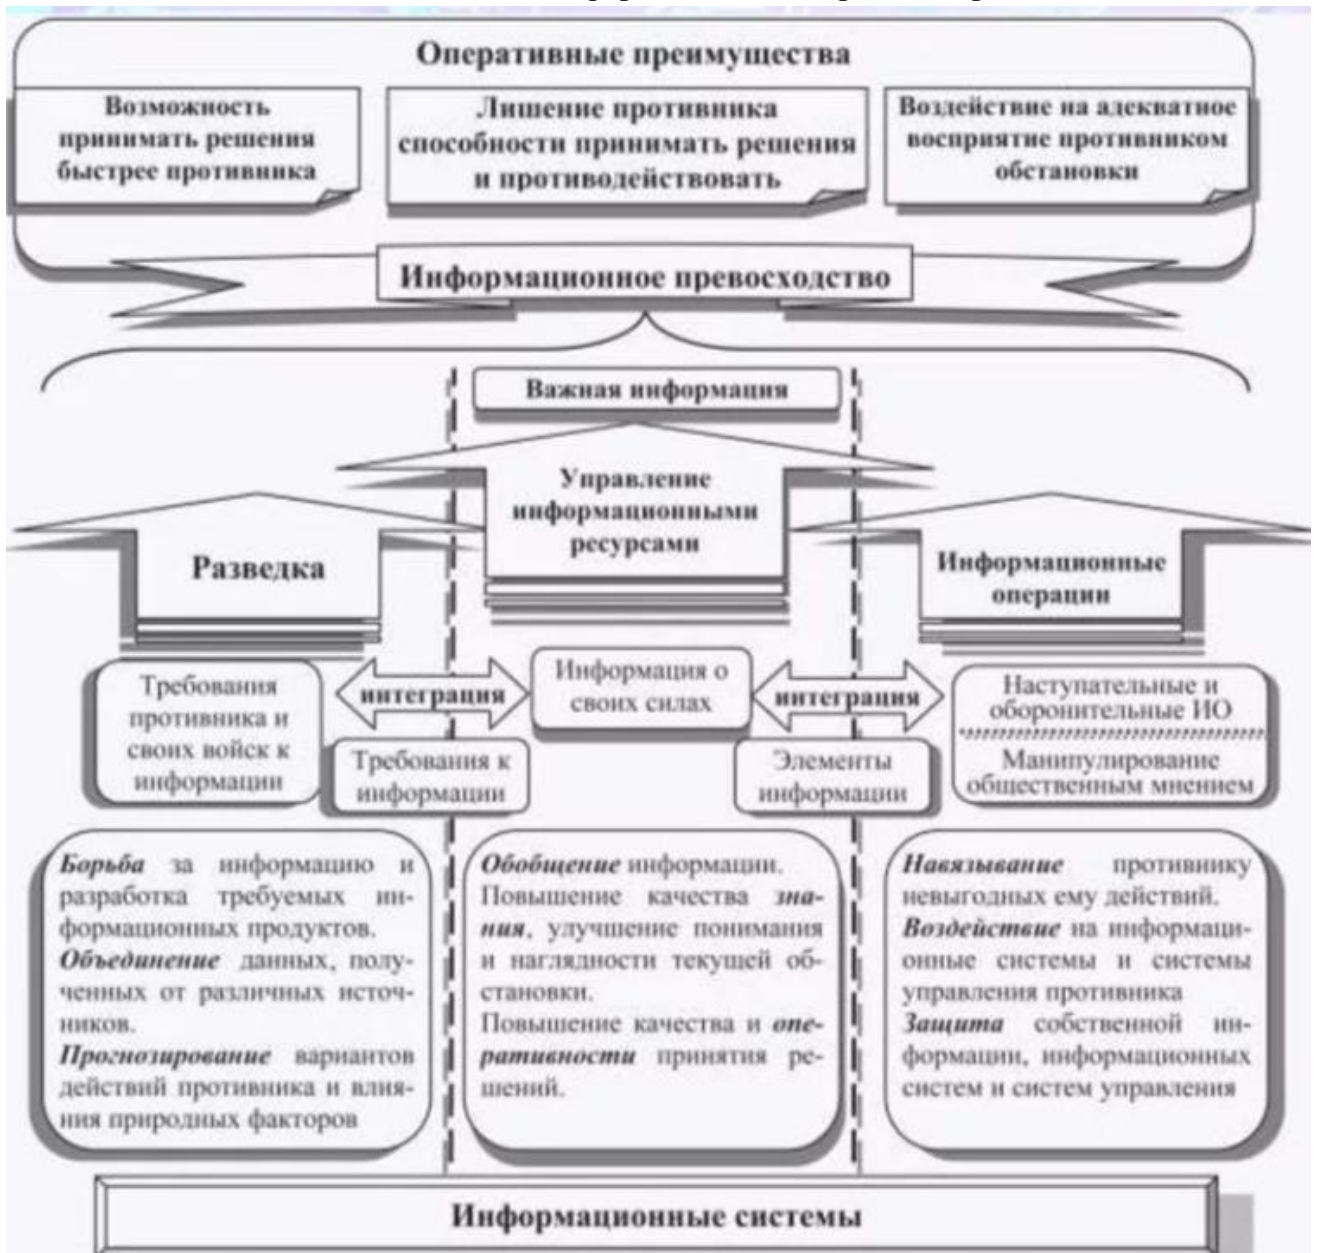 Оперативные преимущества
Возможность
принимать решения
быстрее противника
Лишение противника
способности принимать решения
и противодействовать
Воздействие на адекватное
восприятие противником
обстановки
Информационное превосходство
Важная информация
Управление
информационными
ресурсами
Разведка
Информационные
операции
Требования
противника и
своих войск к
информации
интеграция
Информация о
своих силах
интеграция
Наступательные и
оборонительные ИО
Манипулирование
общественным мнением
Требования к
информации
Элементы
информации
Борьба за информацию и
разработка требуемых ин-
формационных продуктов.
Объединение данных, полу-
ченных от различных источ-
ников.
Прогнозирование вариантов
действий противника и влия-
ния природных факторов
Обобщение информации.
Повышение качества зна-
ния, улучшение понимания
и наглядности текущей об-
становки.
Повышение качества и опе-
ративности принятия ре-
шений.
Навязывание противнику
невыгодных ему действий.
Воздействие на информаци-
онные системы и системы
управления противника
Защита собственной ин-
формации, информационных
систем и систем управления
Информационные системы